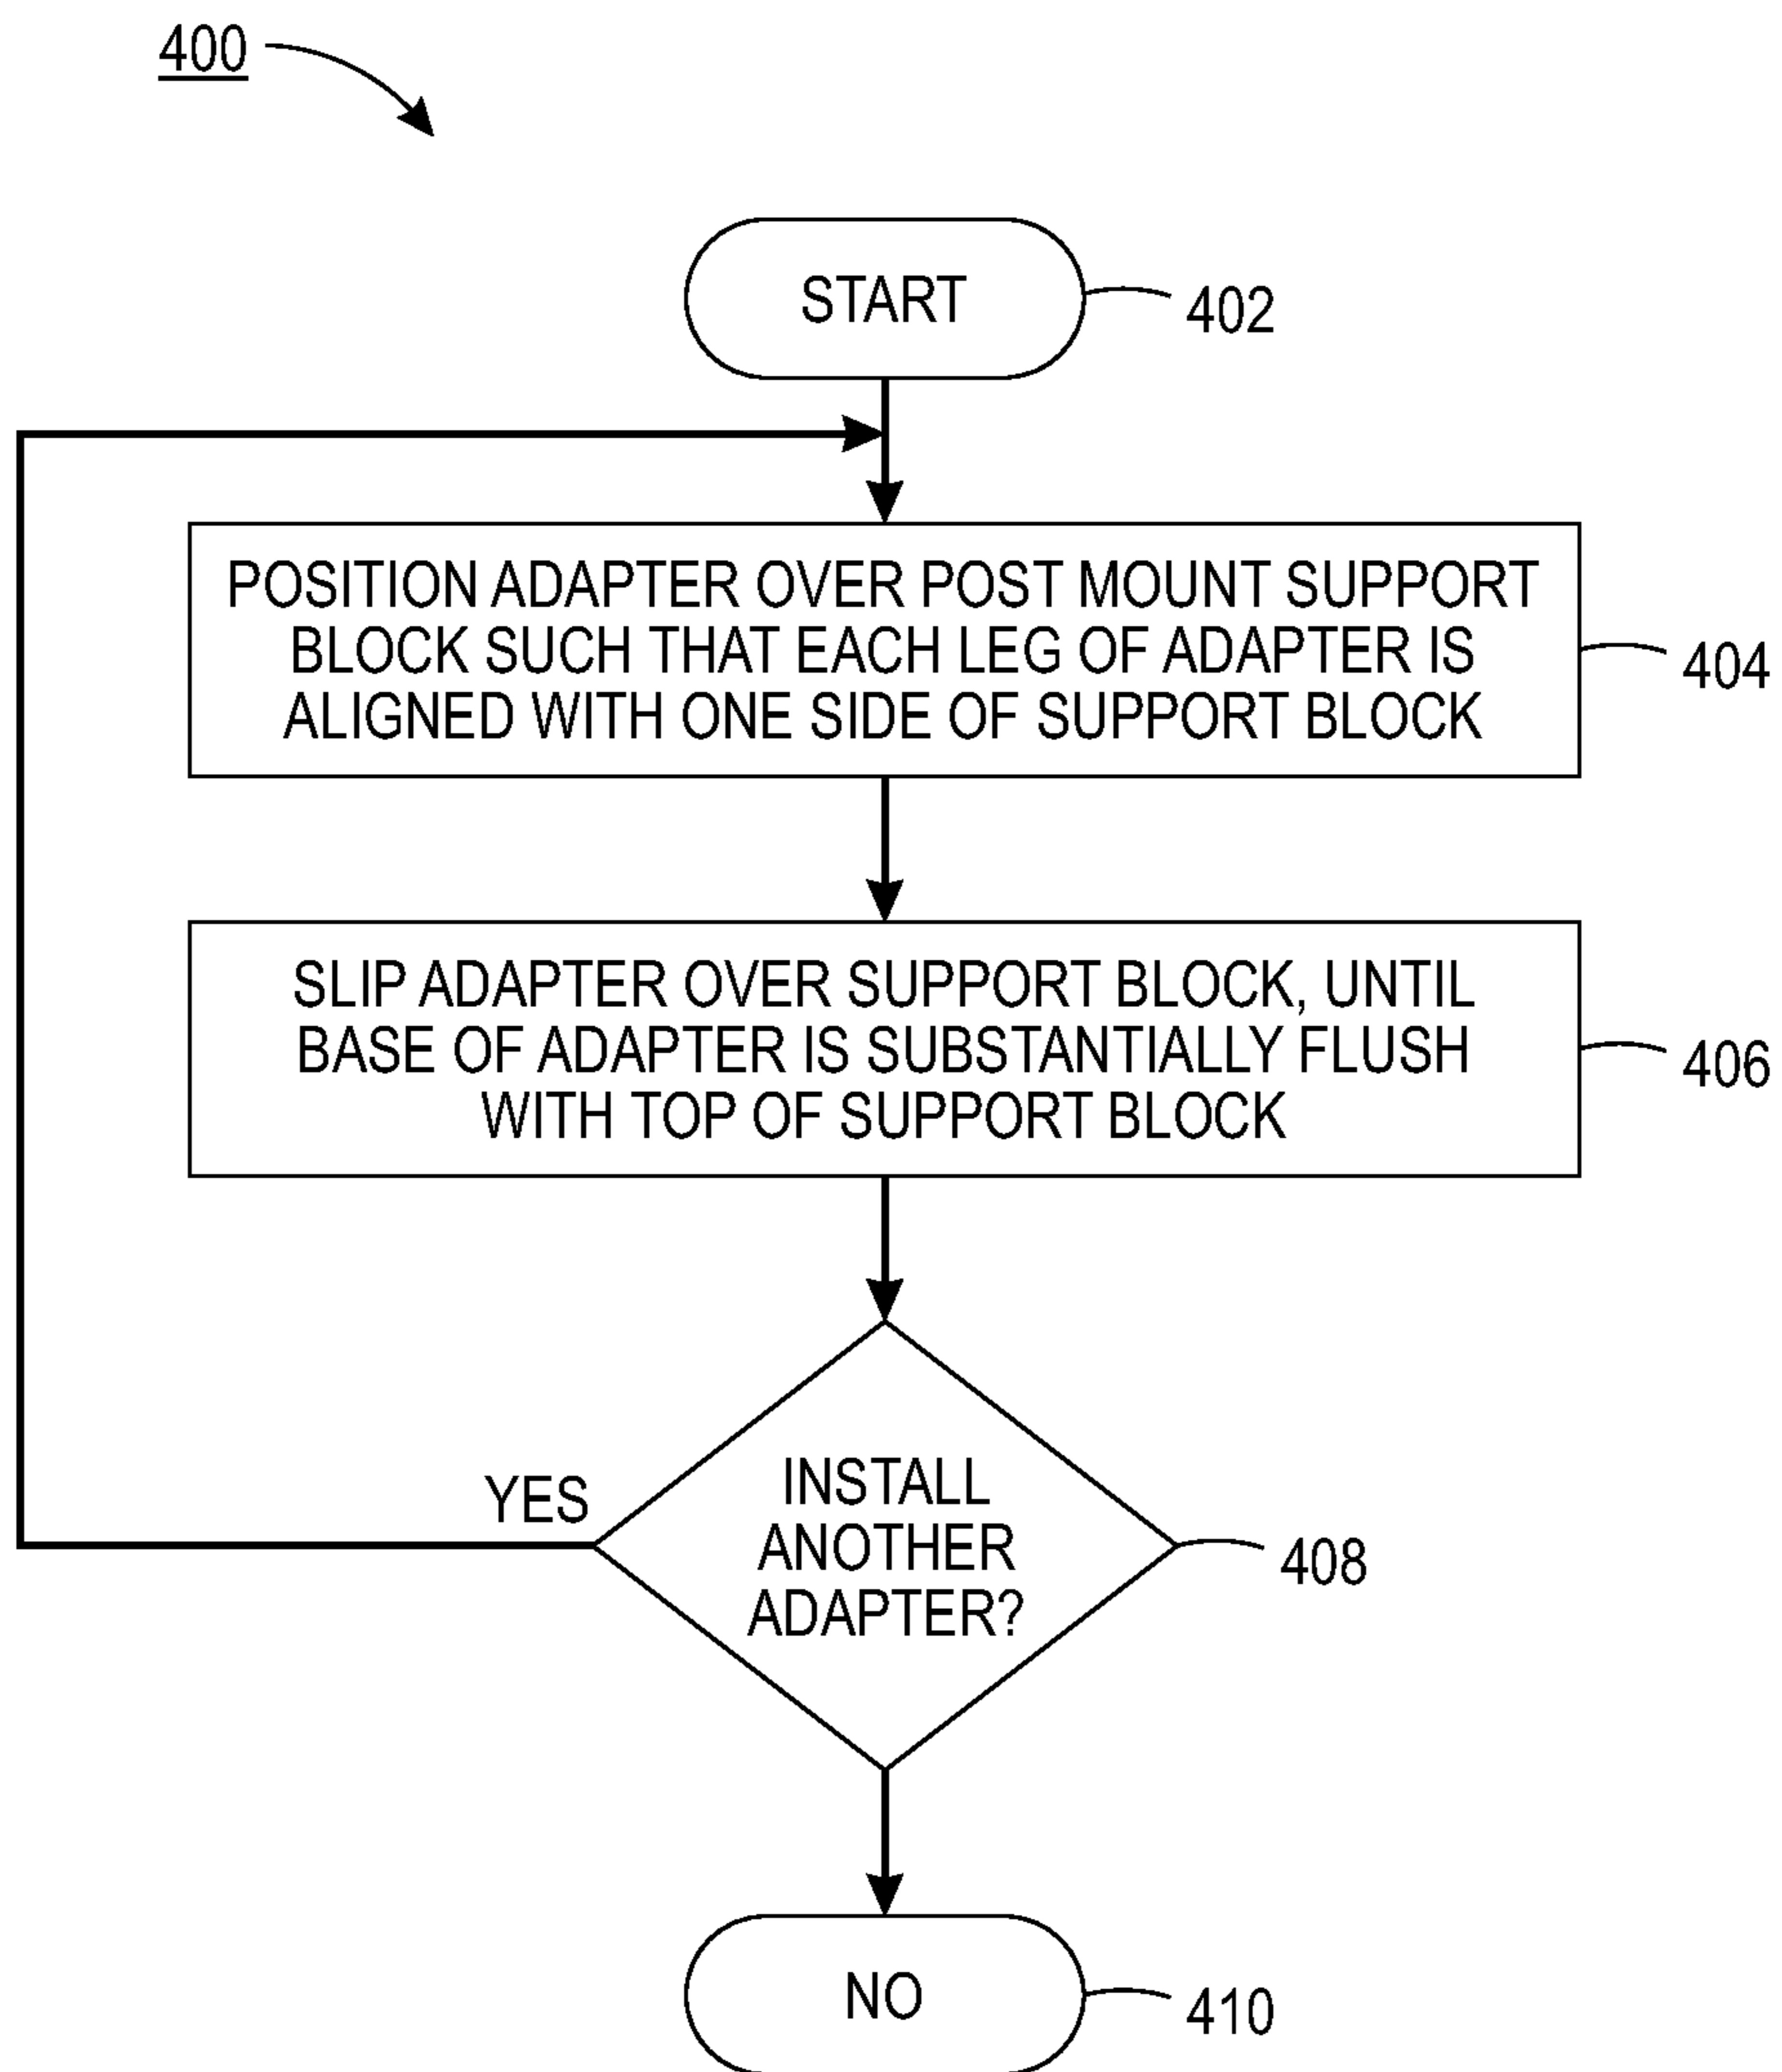 400
START
402
POSITION ADAPTER OVER POST MOUNT SUPPORT
BLOCK SUCH THAT EACH LEG OF ADAPTER IS
ALIGNED WITH ONE SIDE OF SUPPORT BLOCK
404
SLIP ADAPTER OVER SUPPORT BLOCK, UNTIL
BASE OF ADAPTER IS SUBSTANTIALLY FLUSH
WITH TOP OF SUPPORT BLOCK
406
YES
INSTALL
ANOTHER
ADAPTER?
408
NO
410